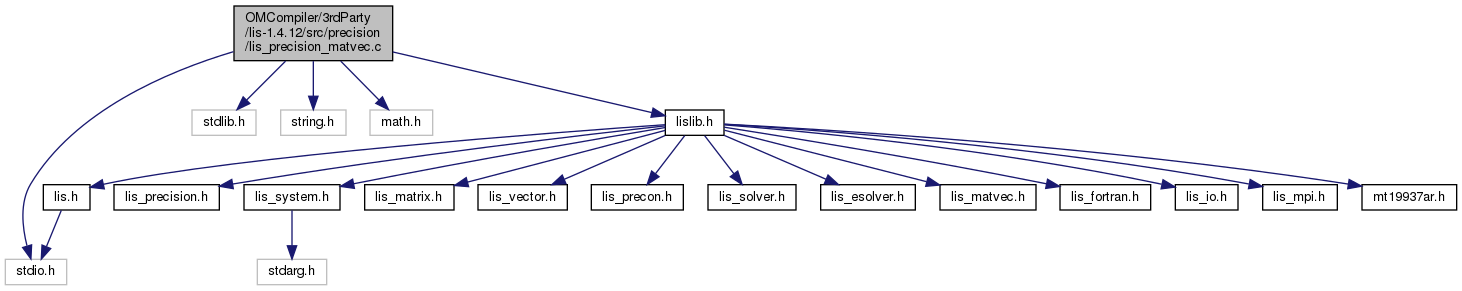 OMCompiler/3rdParty
/lis-1.4.12/src/precision
/lis_precision_matvec.c
stdlib.h
string.h
math.h
lislib.h
lis.h
lis_precision.h
lis_system.h
lis_matrix.h
lis_vector.h
lis_precon.h
lis_solver.h
lis_esolver.h
lis_matvec.h
lis_fortran.h
lis_io.h
lis_mpi.h
mt19937ar.h
stdio.h
stdarg.h